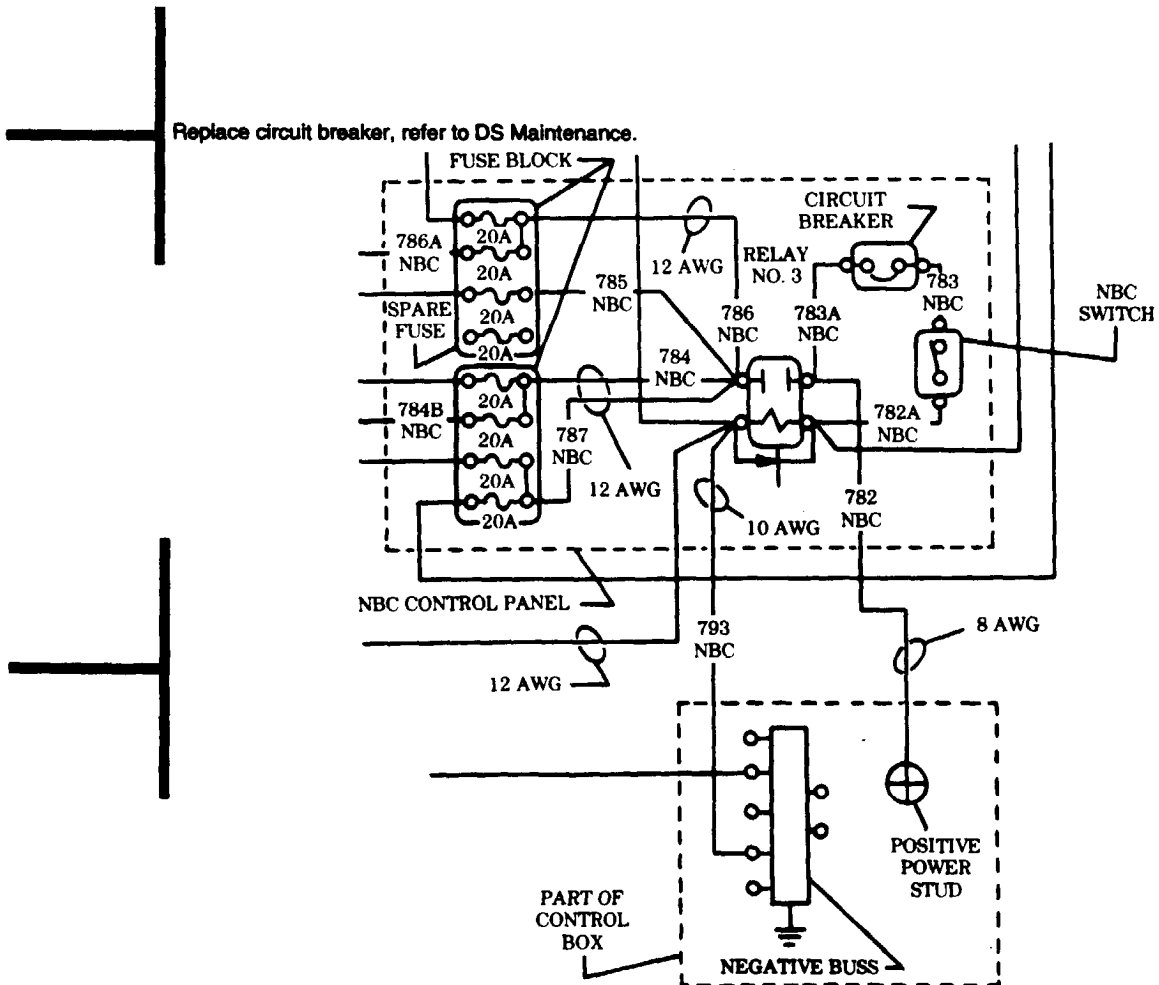 Replace circuit breaker, refer to DS Maintenance.
FUSE BLOCK
CIRCUIT
BREAKER
20A
786A
NBC
20A
12 AWG
RELAY
NO. 3
785
NBC
783
NBC
NBC
SWITCH
SPARE
FUSE
20A
786
NBC
783A
NBC
20A
784
NBC
20A
784B
NBC
782A
NBC
20A
787
NBC
20A
12 AWG
782
NBC
20A
10 AWG
NBC CONTROL PANEL
793
NBC
8 AWG
12 AWG
POSITIVE
POWER
STUD
PART OF
CONTROL
BOX
NEGATIVE BUSS